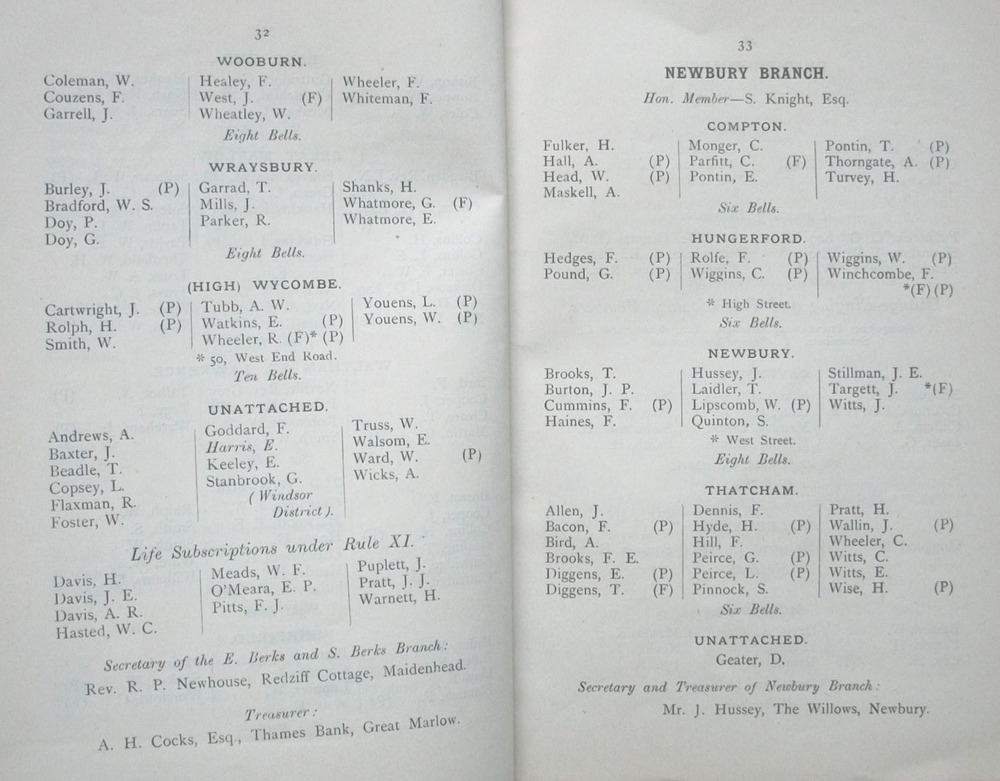 32
WOOBURN.
Coleman, W.
Couzens, F.
Garrell, J.
Healey, F.
West, J. (F)
Wheatley, W.
Wheeler, F.
Whiteman, F.
Eight Bells.
WRAYSBURY.
Burley, J. (P)
Bradford, W. S.
Doy, P.
Doy, G.
Garrad, T.
Mills, J.
Parker, R.
Shanks, H.
Whatmore, G. (F)
Whatmore, E.
Eight Bells.
(HIGH) WYCOMBE.
Cartwright, J. (P)
Rolph, H. (P)
Smith, W.
Tubb, A. W.
Watkins, E. (P)
Wheeler, R. (F)* (P)
Youens, L. (P)
Youens, W. (P)
* 50, West End Road.
Ten Bells.
UNATTACHED.
Andrews, A.
Baxter, J.
Beadle, T.
Copsey, L.
Flaxman, R.
Foster, W.
Goddard, F.
Harris, E.
Keeley, E.
Stanbrook, G.
(Windsor
District).
Truss, W.
Walsom, E.
Ward, W. (P)
Wicks, A.
Life Subscriptions under Rule XI.
Davis, H.
Davis, J. E.
Davis, A. R.
Hasted, W. C.
Meads, W. F.
O'Meara, E. P.
Pitts, F. J.
Puplett, J.
Pratt, J. J.
Warnett, H.
Secretary of the E. Berks and S. Berks Branch:
Rev. R. P. Newhouse, Redziff Cottage, Maidenhead.
Treasurer:
A. H. Cocks, Esq., Thames Bank, Great Marlow.
33
NEWBURY BRANCH.
Hon. Member—S. Knight, Esq.
COMPTON.
Fulker, H.
Hall, A. (P)
Head, W. (P)
Maskell, A.
Monger, C.
Parfitt, C. (F)
Pontin, E.
Pontin, T. (P)
Thorngate, A. (P)
Turvey, H.
Six Bells.
HUNGERFORD.
Hedges, F. (P)
Pound, G. (P)
Rolfe, F. (P)
Wiggins, C. (P)
Wiggins, W. (P)
Winchcombe, F.
*(F) (P)
* High Street.
Six Bells.
NEWBURY.
Brooks, T.
Burton, J. P.
Cummins, F. (P)
Haines, F.
Hussey, J.
Laidler, T.
Lipscomb, W. (P)
Quinton, S.
Stillman, J. E.
Targett, J. *(F)
Witts, J.
* West Street.
Eight Bells.
THATCHAM.
Allen, J.
Bacon, F. (P)
Bird, A.
Brooks, F. E.
Diggens, E. (P)
Diggens, T. (F)
Dennis, F.
Hyde, H. (P)
Hill, F.
Peirce, G. (P)
Peirce, L. (P)
Pinnock, S.
Pratt, H.
Wallin, J. (P)
Wheeler, C.
Witts, C.
Witts, E.
Wise, H. (P)
Six Bells.
UNATTACHED.
Geater, D.
Secretary and Treasurer of Newbury Branch:
Mr. J. Hussey, The Willows, Newbury.